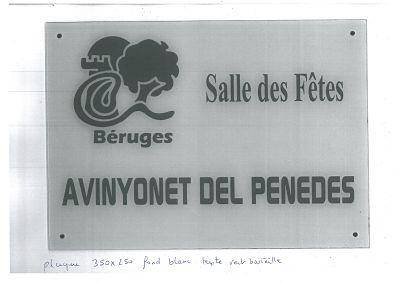 Salle des Fêtes
Béruges
AVINYONET DEL PENEDES
plaque 350x250 fond blanc texte vert bouteille